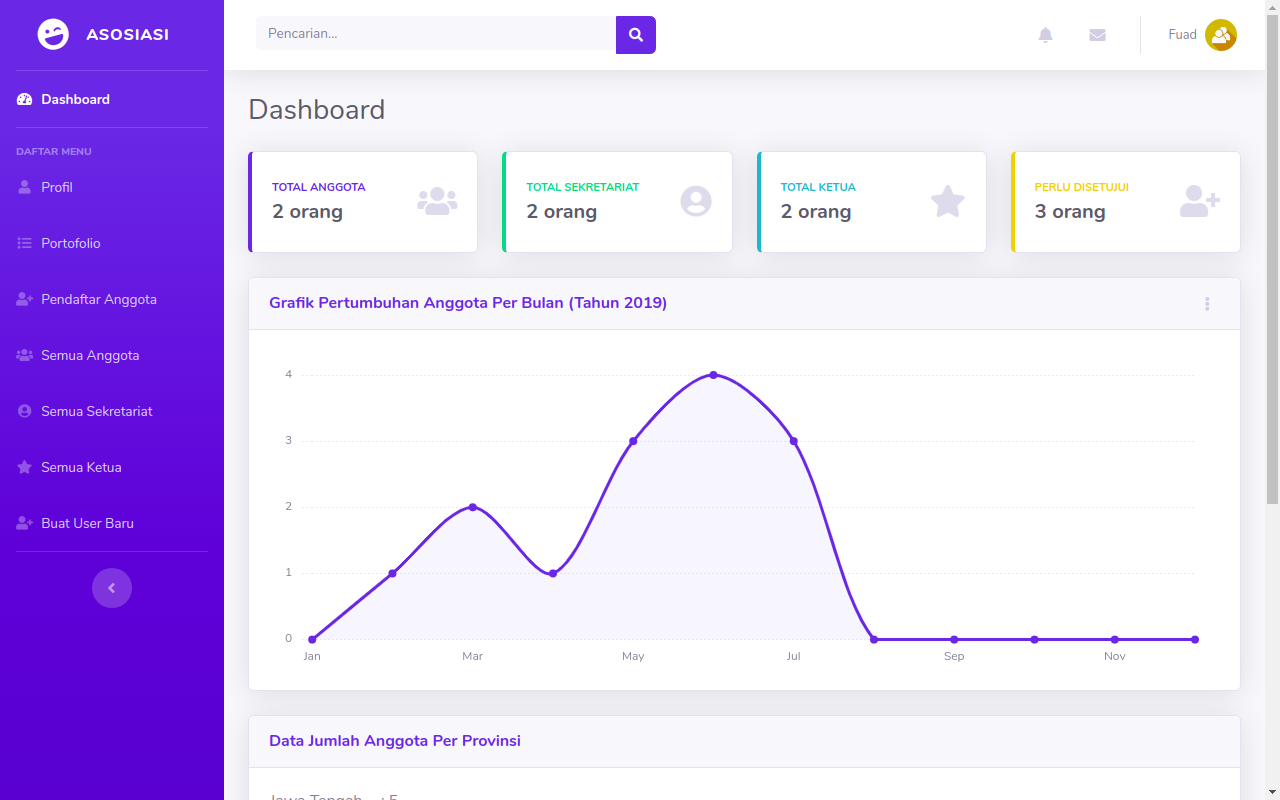 ASOSIASI
Pencarian...
Fuad
Dashboard
DAFTAR MENU
Profil
Portofolio
Pendaftar Anggota
Semua Anggota
Semua Sekretariat
Semua Ketua
Buat User Baru
Dashboard
TOTAL ANGGOTA
2 orang
TOTAL SEKRETARIAT
2 orang
TOTAL KETUA
2 orang
PERLU DISETUJUI
3 orang
Grafik Pertumbuhan Anggota Per Bulan (Tahun 2019)
4
3
2
1
0
Jan Mar May Jul Sep Nov
Data Jumlah Anggota Per Provinsi
Jawa Tengah : 5